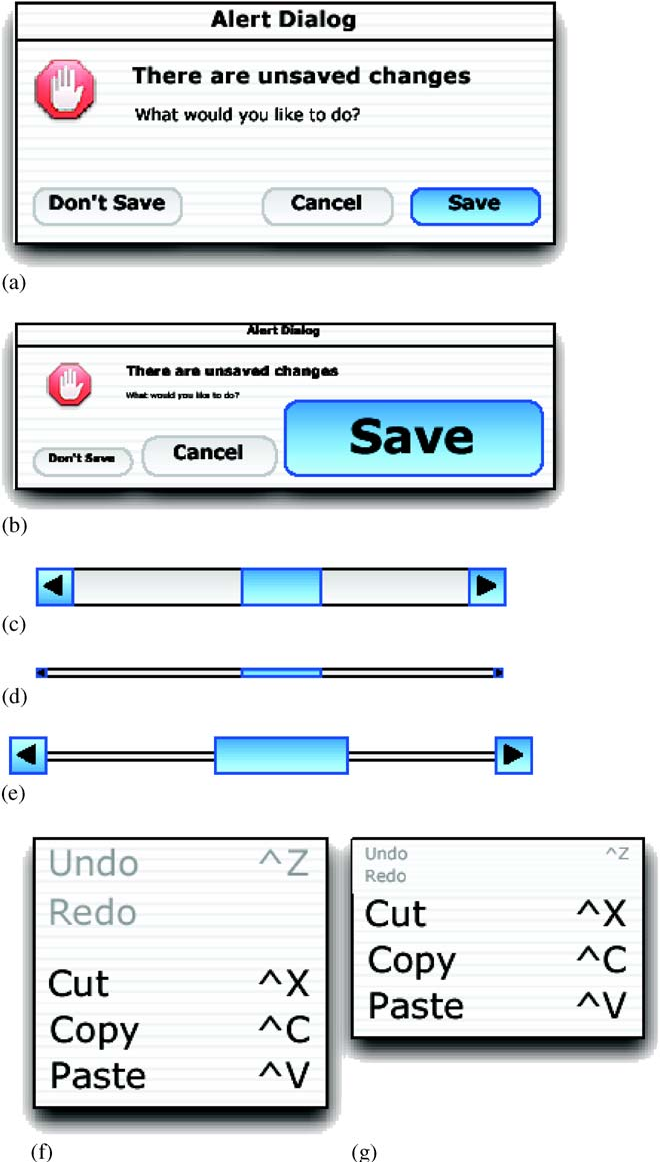 Alert Dialog
There are unsaved changes
What would you like to do?
Don't Save Cancel Save
(a)
Alert Dialog
There are unsaved changes
What would you like to do?
Don't Save Cancel Save
(b)
(c)
(d)
(e)
Undo ^Z
Redo
Cut ^X
Copy ^C
Paste ^V
(f)
Undo ^Z
Redo
Cut ^X
Copy ^C
Paste ^V
(g)